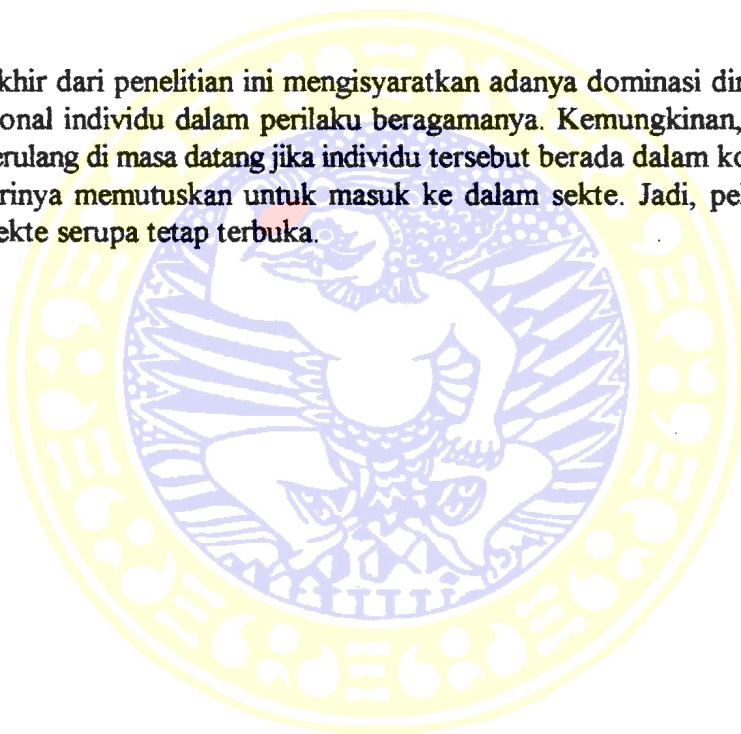 khir dari penelitian ini mengisyaratkan adanya dominasi di
onal individu dalam perilaku beragamanya. Kemungkinan,
erulang di masa datang jika individu tersebut berada dalam ko
rinya memutuskan untuk masuk ke dalam sekte. Jadi, pe
ekte serupa tetap terbuka.